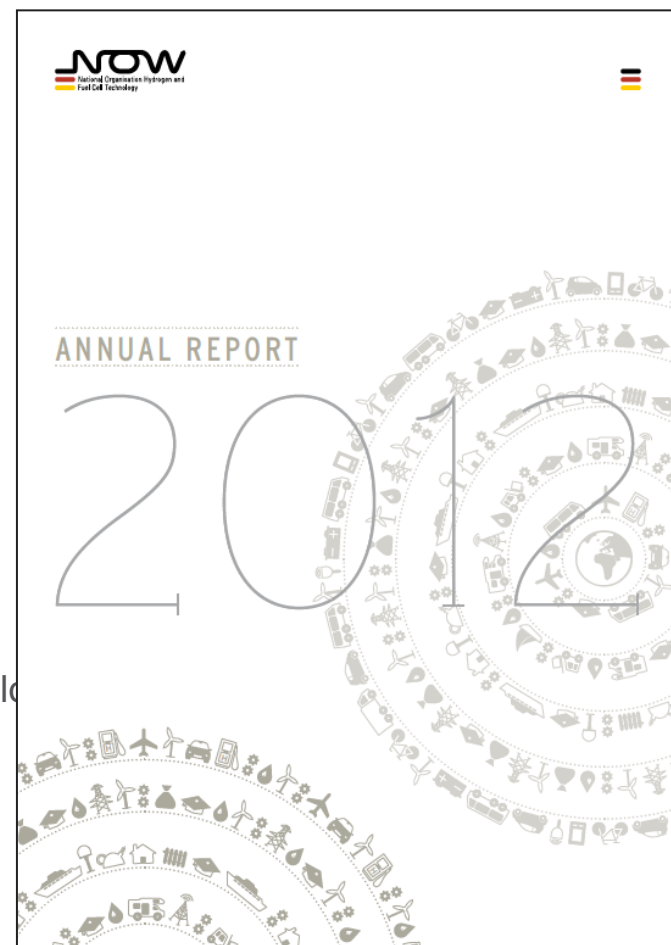 NOW
National Organisation Hydrogen and
Fuel Cell Technology
ANNUAL REPORT
2012